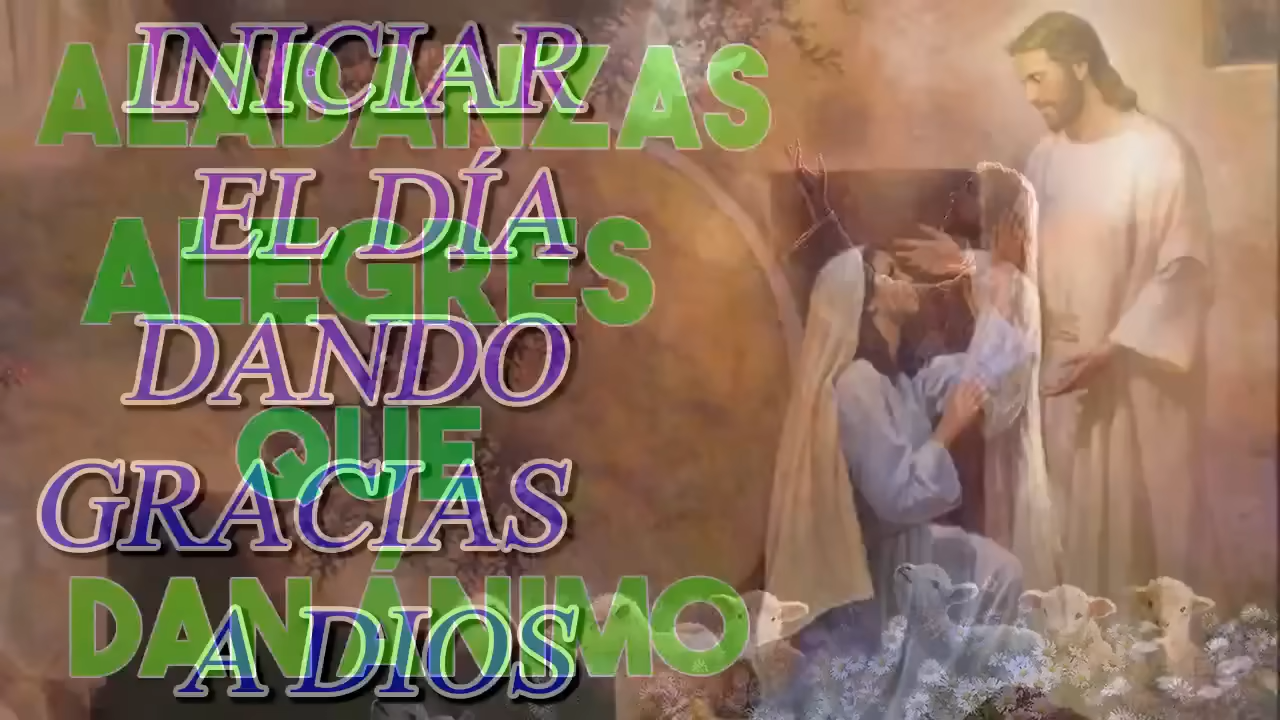 INICIAR
ALABANZAS
EL DÍA
ALEGRES
DANDO
QUE
GRACIAS
DAN ÁNIMO
A DIOS